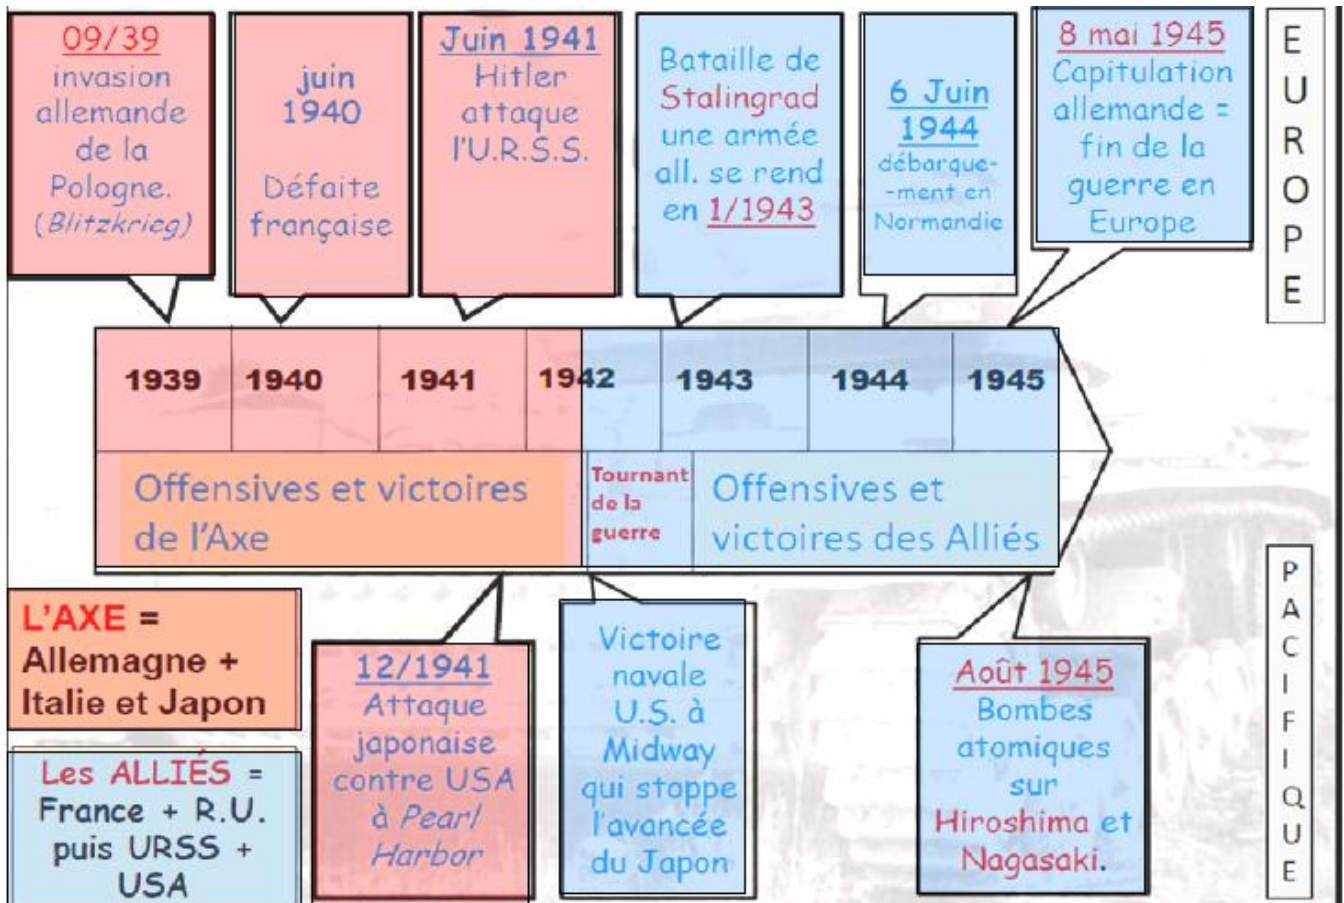 09/39
invasion
allemande
de la
Pologne.
(Blitzkrieg)
juin
1940
Défaite
française
Juin 1941
Hitler
attaque
l'U.R.S.S.
Bataille de
Stalingrad
une armée
all. se rend
en 1/1943
6 Juin
1944
débarque-
-ment en
Normandie
8 mai 1945
Capitulation
allemande =
fin de la
guerre en
Europe
EUROPE
1939 1940 1941 1942 1943 1944 1945
Offensives et victoires
de l'Axe
Tournant
de la
guerre
Offensives et
victoires des Alliés
L'AXE =
Allemagne +
Italie et Japon
Les ALLIÉS =
France + R.U.
puis URSS +
USA
12/1941
Attaque
japonaise
contre USA
à Pearl
Harbor
Victoire
navale
U.S. à
Midway
qui stoppe
l'avancée
du Japon
Août 1945
Bombes
atomiques
sur
Hiroshima et
Nagasaki.
PACIFIQUE